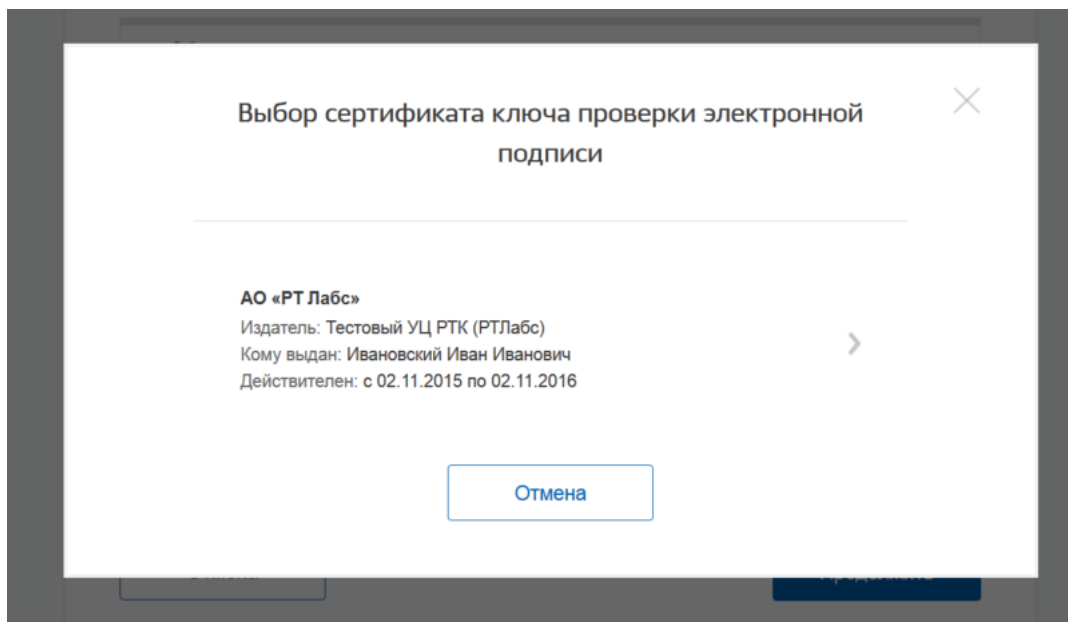 Выбор сертификата ключа проверки электронной
подписи
АО «РТ Лабс»
Издатель: Тестовый УЦ РТК (РТЛабс)
Кому выдан: Ивановский Иван Иванович
Действителен: с 02.11.2015 по 02.11.2016
Отмена